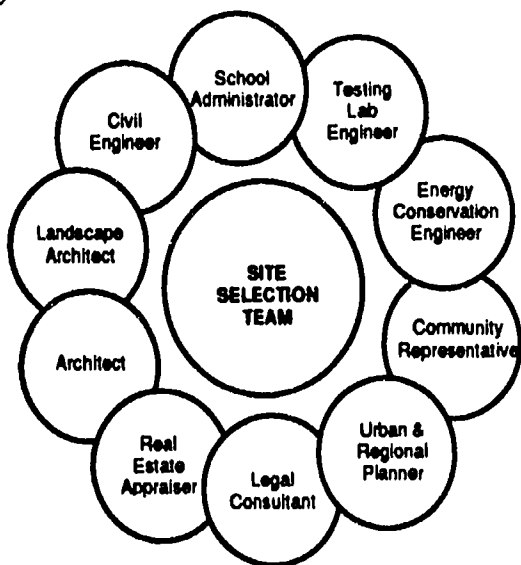 School
Administrator
Testing
Lab
Engineer
Energy
Conservation
Engineer
Community
Representative
Urban &
Regional
Planner
Legal
Consultant
Real
Estate
Appraiser
Architect
Landscape
Architect
Civil
Engineer
SITE
SELECTION
TEAM